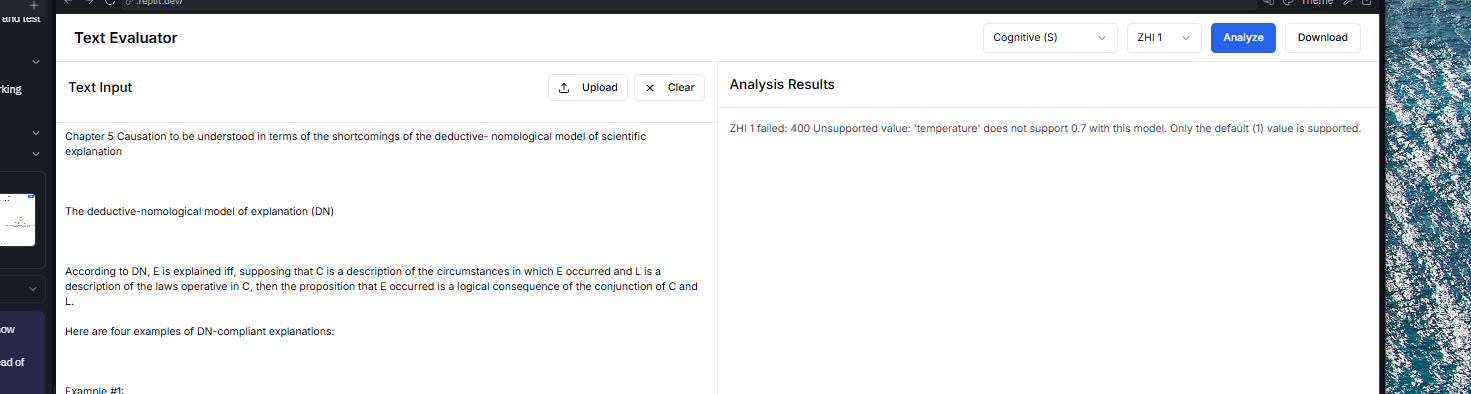 and test
.replit.dev/
Theme
Text Evaluator
Cognitive (S)
ZHI 1
Analyze
Download
rking
Text Input
Upload
Clear
Analysis Results
Chapter 5 Causation to be understood in terms of the shortcomings of the deductive- nomological model of scientific
explanation
ZHI 1 failed: 400 Unsupported value: 'temperature' does not support 0.7 with this model. Only the default (1) value is supported.
The deductive-nomological model of explanation (DN)
According to DN, E is explained iff, supposing that C is a description of the circumstances in which E occurred and L is a
description of the laws operative in C, then the proposition that E occurred is a logical consequence of the conjunction of C and
L.
Here are four examples of DN-compliant explanations:
ow
ead of
Example #1: